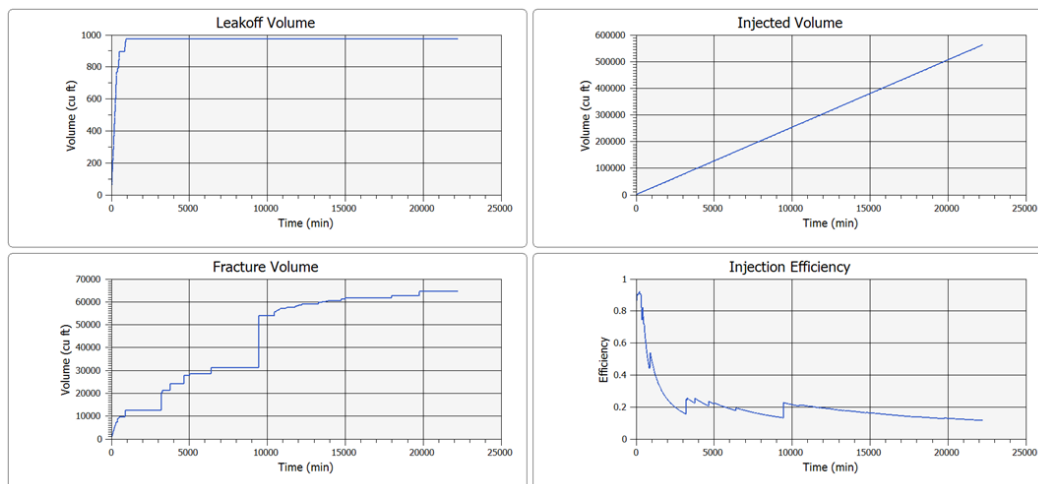 Leakoff Volume
Volume (cu ft)
1000
800
600
400
200
0
0 5000 10000 15000 20000 25000
Time (min)
Injected Volume
Volume (cu ft)
600000
500000
400000
300000
200000
100000
0
0 5000 10000 15000 20000 25000
Time (min)
Fracture Volume
Volume (cu ft)
70000
60000
50000
40000
30000
20000
10000
0
0 5000 10000 15000 20000 25000
Time (min)
Injection Efficiency
Efficiency
1
0.8
0.6
0.4
0.2
0
0 5000 10000 15000 20000 25000
Time (min)